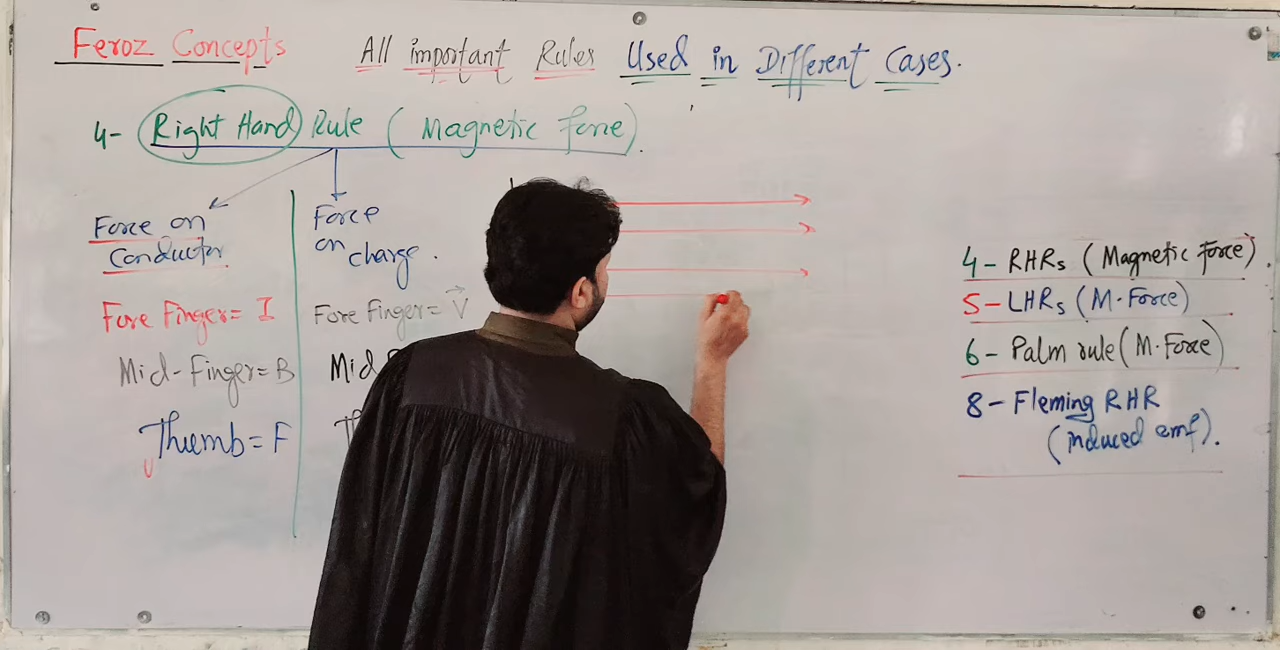 Feroz Concepts All important Rules Used in Different Cases.
4- Right Hand Rule (Magnetic force).
Force on
Conductor
Fore Finger = I
Mid-Finger = B
Thumb = F
Force
on charge.
Fore Finger = V
Mid
4- RHRs (Magnetic force).
5- LHRs (M.Force)
6- Palm rule (M.Force)
8- Fleming RHR
(induced emf).